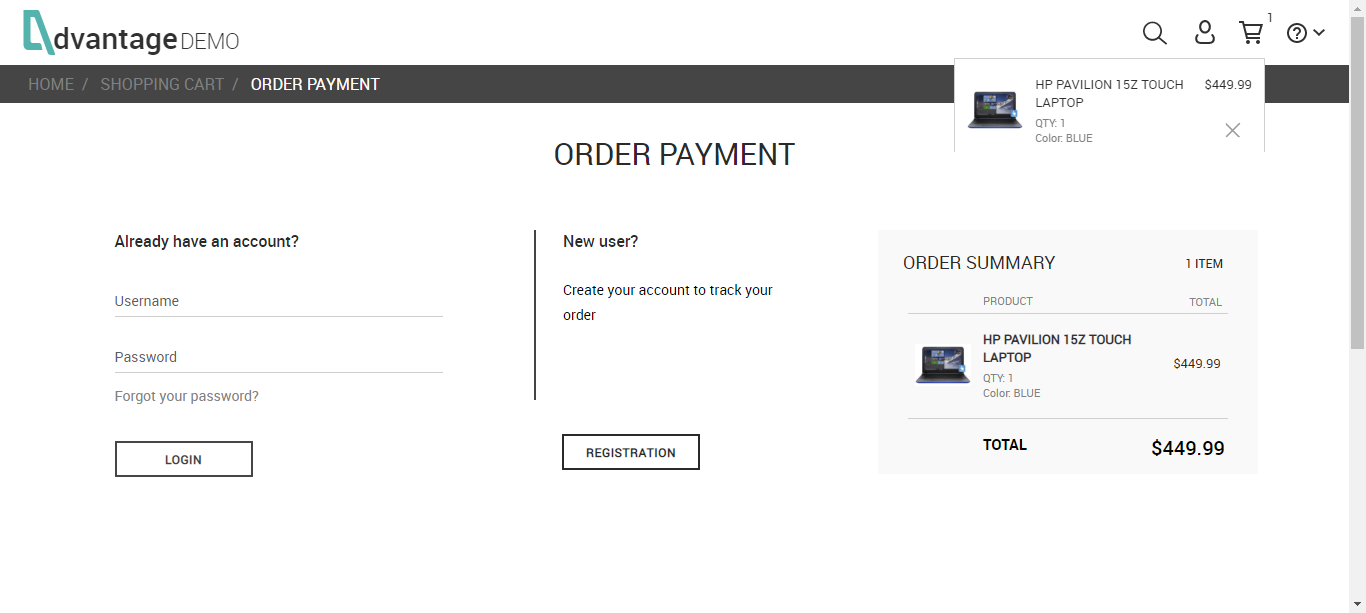 dvantage DEMO
1
HOME / SHOPPING CART / ORDER PAYMENT
HP PAVILION 15Z TOUCH LAPTOP $449.99
QTY: 1
Color: BLUE
ORDER PAYMENT
Already have an account?
Username
Password
Forgot your password?
LOGIN
New user?
Create your account to track your
order
REGISTRATION
ORDER SUMMARY 1 ITEM
PRODUCT TOTAL
HP PAVILION 15Z TOUCH
LAPTOP
$449.99
QTY: 1
Color: BLUE
TOTAL $449.99